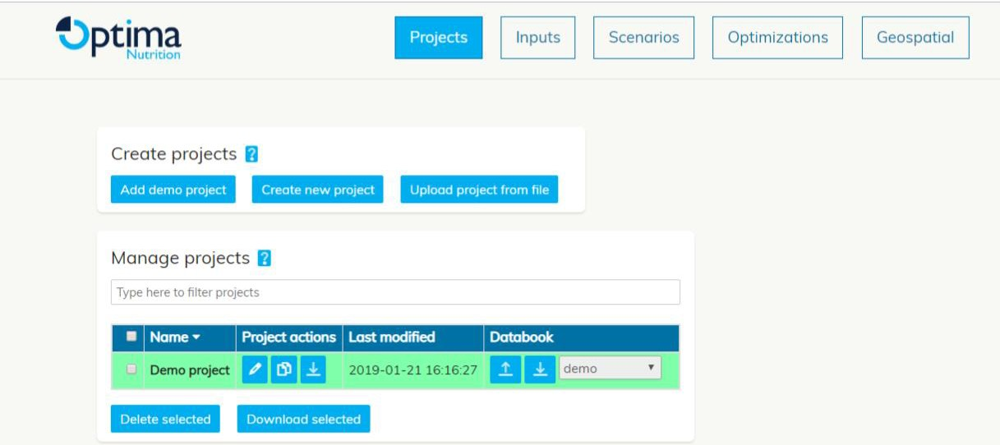 Optima
Nutrition
Projects Inputs Scenarios Optimizations Geospatial
Create projects ?
Add demo project Create new project Upload project from file
Manage projects ?
Type here to filter projects
Name Project actions Last modified Databook
Demo project 2019-01-21 16:16:27 demo
Delete selected Download selected